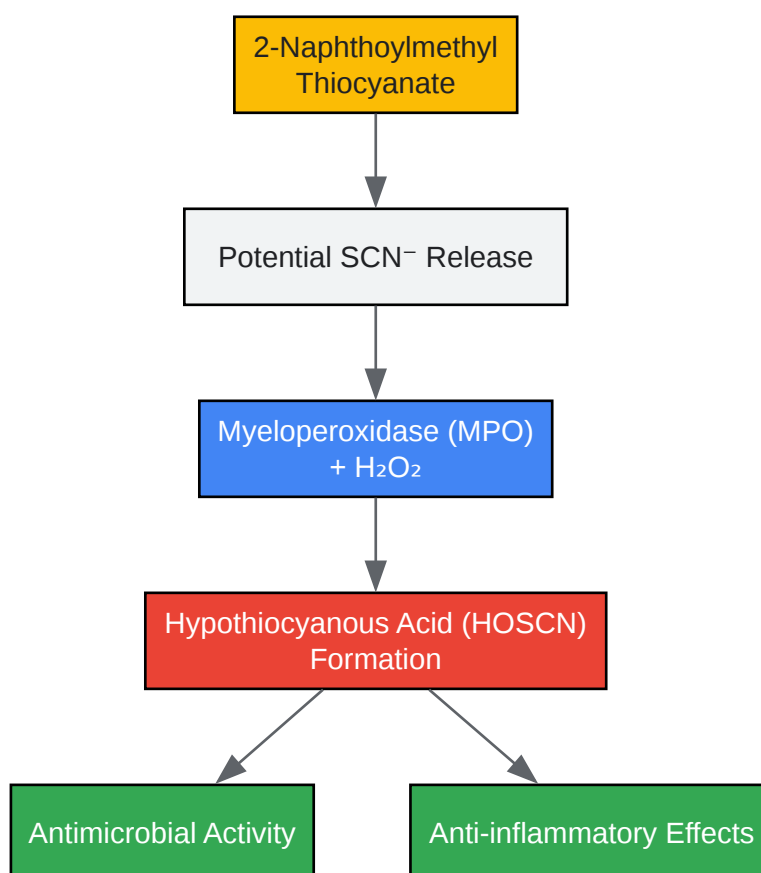 2-Naphthoylmethyl
Thiocyanate
Potential SCN⁻ Release
Myeloperoxidase (MPO)
+ H₂O₂
Hypothiocyanous Acid (HOSCN)
Formation
Antimicrobial Activity
Anti-inflammatory Effects